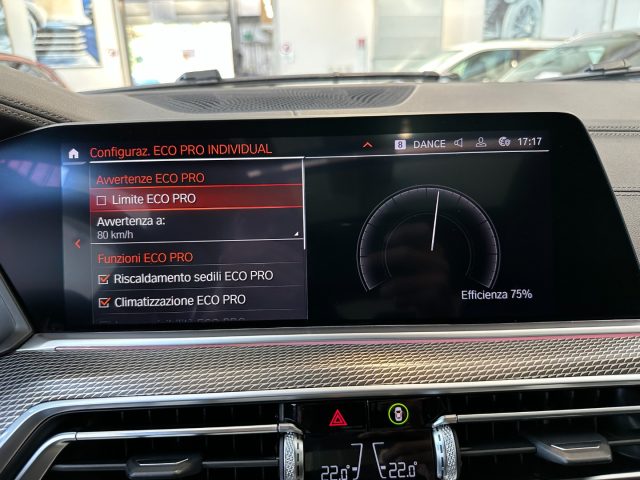 Configuraz. ECO PRO INDIVIDUAL
8 DANCE 17:17
Avvertenze ECO PRO
Limite ECO PRO
Avvertenza a:
80 km/h
Funzioni ECO PRO
Riscaldamento sedili ECO PRO
Climatizzazione ECO PRO
Efficienza 75%
22.0° 22.0°